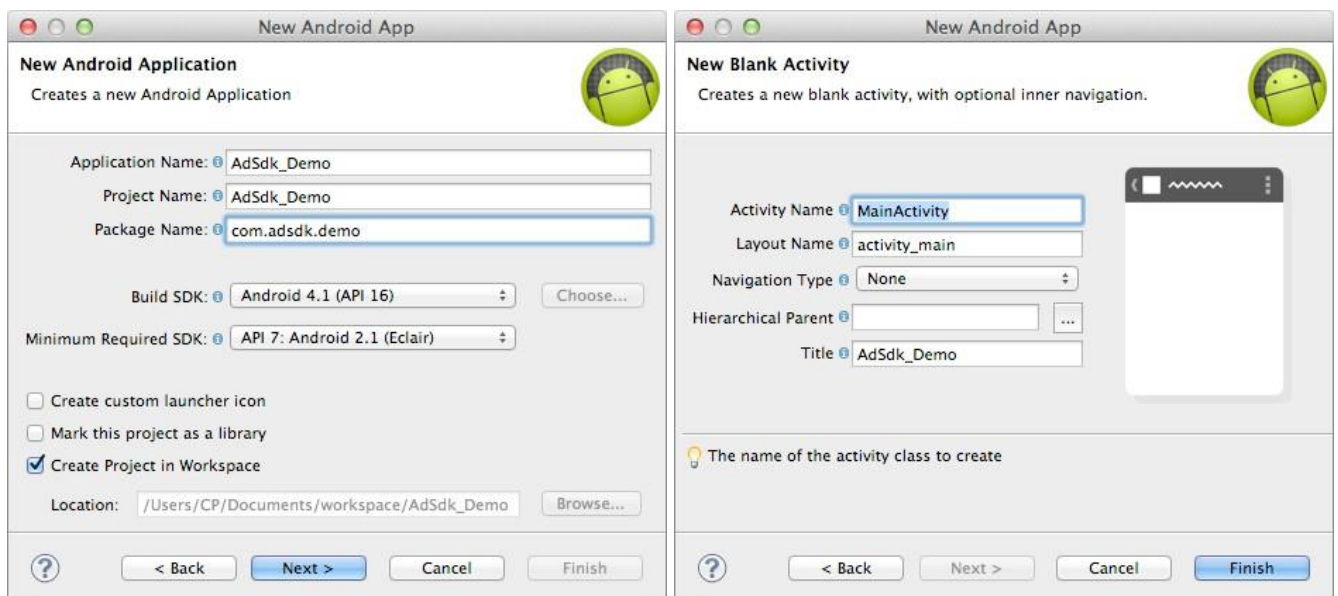 New Android App
New Android Application
Creates a new Android Application
Application Name: AdSdk_Demo
Project Name: AdSdk_Demo
Package Name: com.adsdk.demo
Build SDK: Android 4.1 (API 16) Choose...
Minimum Required SDK: API 7: Android 2.1 (Eclair)
Create custom launcher icon
Mark this project as a library
Create Project in Workspace
Location: /Users/CP/Documents/workspace/AdSdk_Demo Browse...
? < Back Next > Cancel Finish
New Android App
New Blank Activity
Creates a new blank activity, with optional inner navigation.
Activity Name MainActivity
Layout Name activity_main
Navigation Type None
Hierarchical Parent ...
Title AdSdk_Demo
The name of the activity class to create
? < Back Next > Cancel Finish